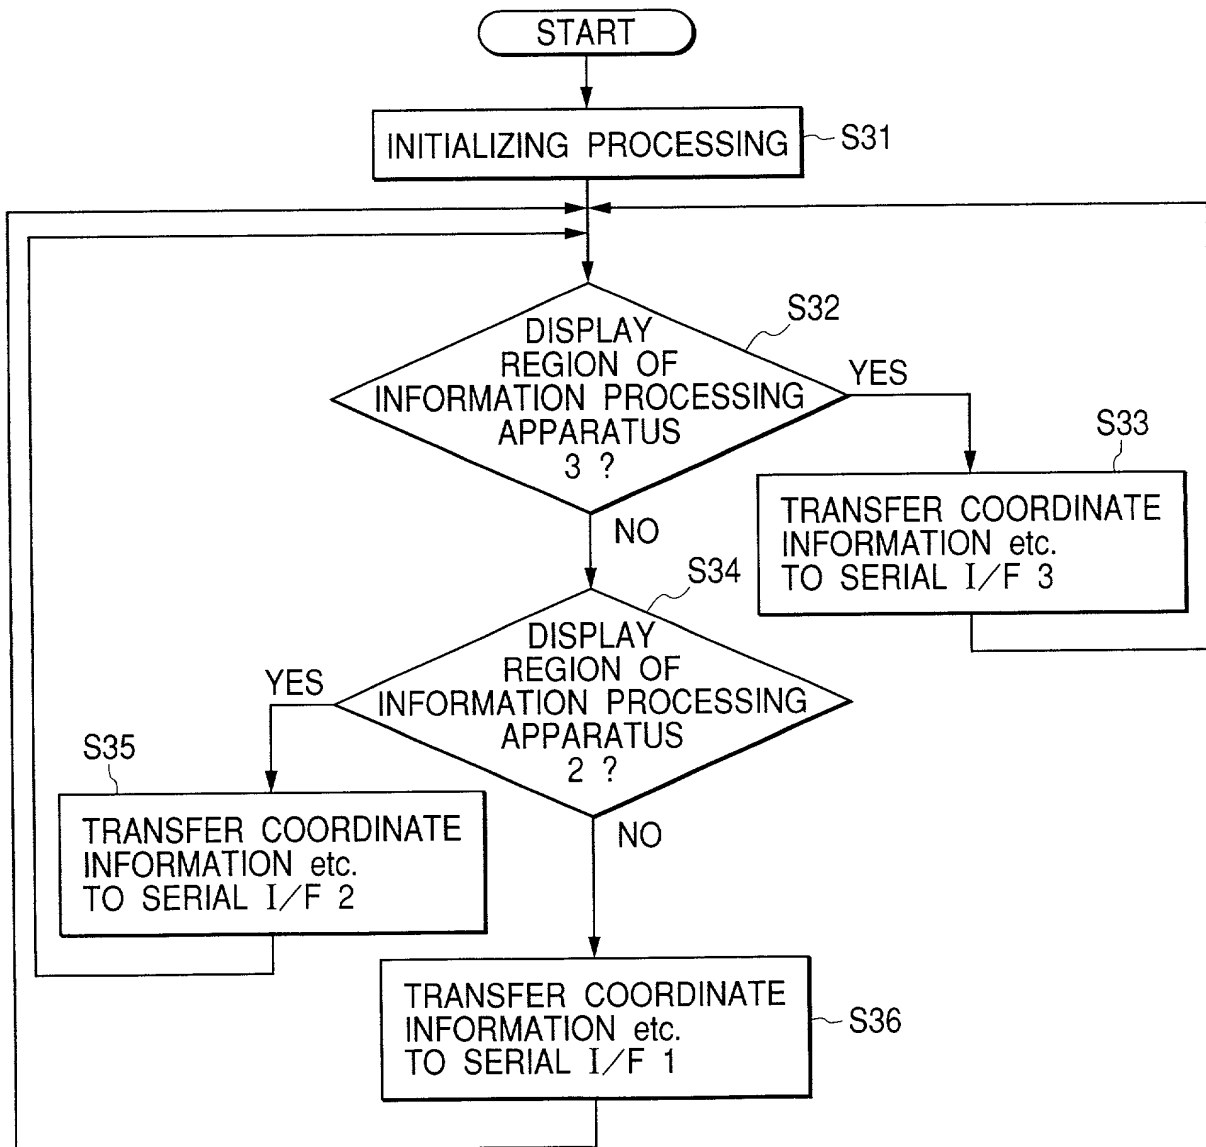 START
INITIALIZING PROCESSING
S31
S32
DISPLAY
REGION OF
INFORMATION PROCESSING
APPARATUS
3 ?
YES
NO
S33
TRANSFER COORDINATE
INFORMATION etc.
TO SERIAL I/F 3
S34
DISPLAY
REGION OF
INFORMATION PROCESSING
APPARATUS
2 ?
YES
NO
S35
TRANSFER COORDINATE
INFORMATION etc.
TO SERIAL I/F 2
TRANSFER COORDINATE
INFORMATION etc.
TO SERIAL I/F 1
S36